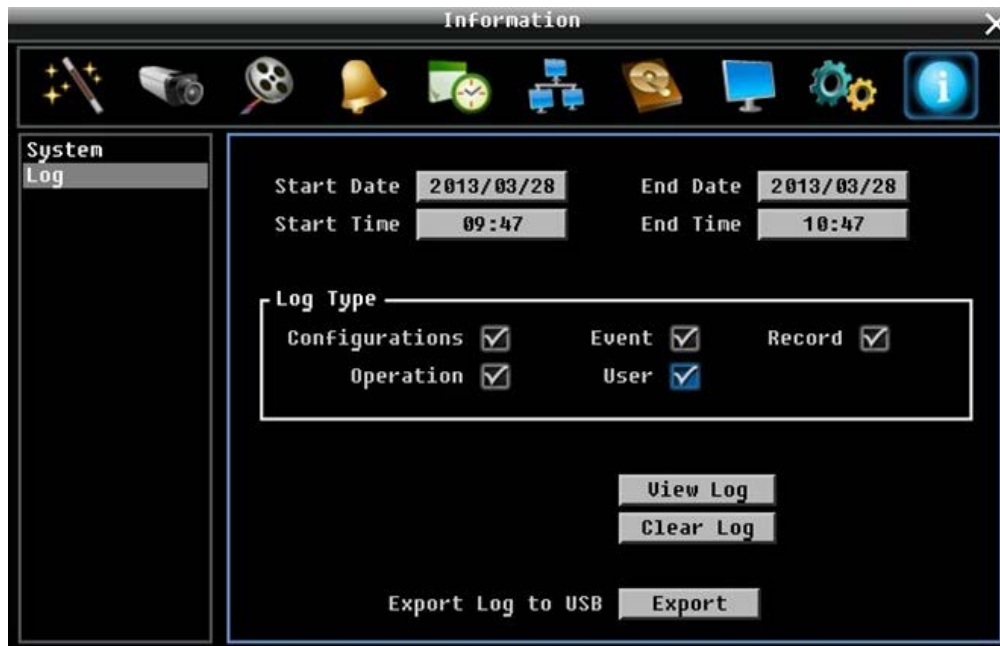 Information
System
Log
Start Date 2013/03/28 End Date 2013/03/28
Start Time 09:47 End Time 10:47
Log Type
Configurations Event Record
Operation User
View Log
Clear Log
Export Log to USB Export